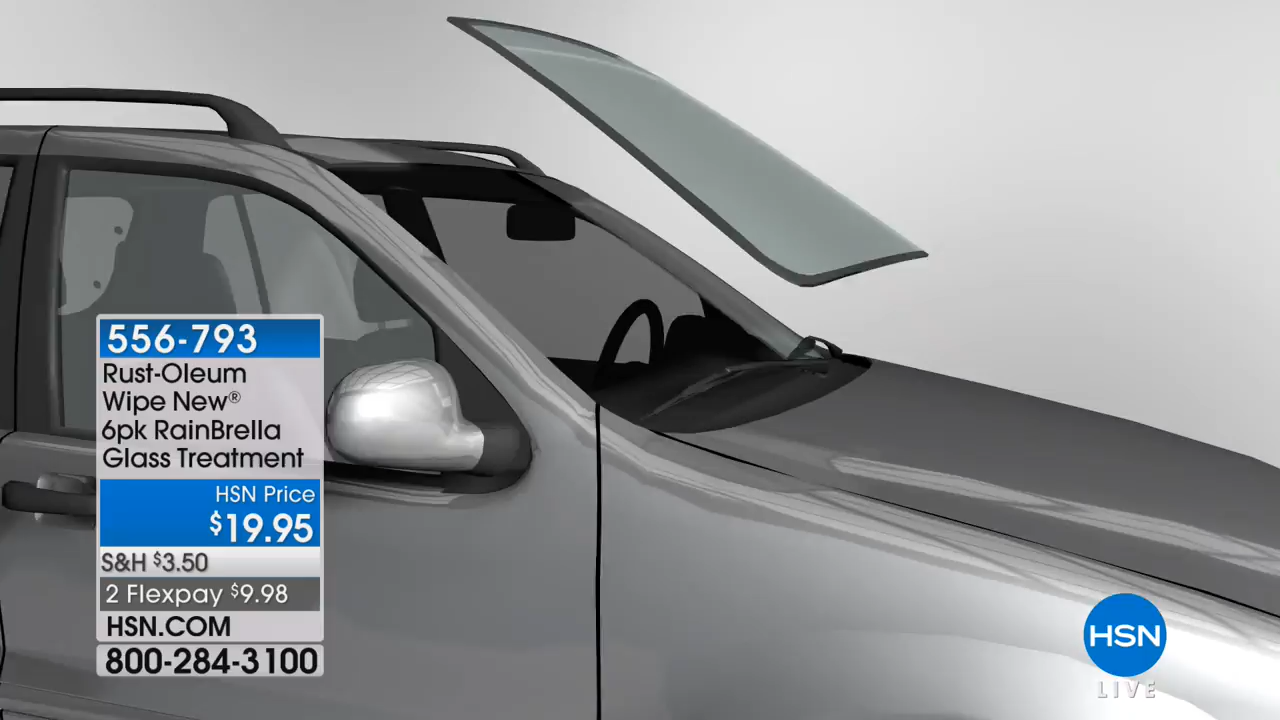 556-793
Rust-Oleum
Wipe New®
6pk RainBrella
Glass Treatment
HSN Price
$19.95
S&H $3.50
2 Flexpay $9.98
HSN.COM
800-284-3100
HSN
LIVE